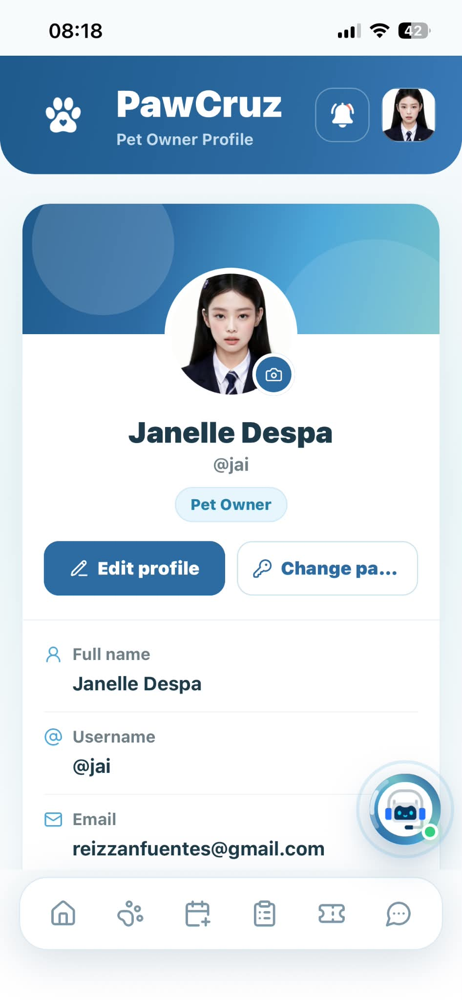 08:18
42
PawCruz
Pet Owner Profile
Janelle Despa
@jai
Pet Owner
Edit profile
Change pa...
Full name
Janelle Despa
Username
@jai
Email
reizzanfuentes@gmail.com